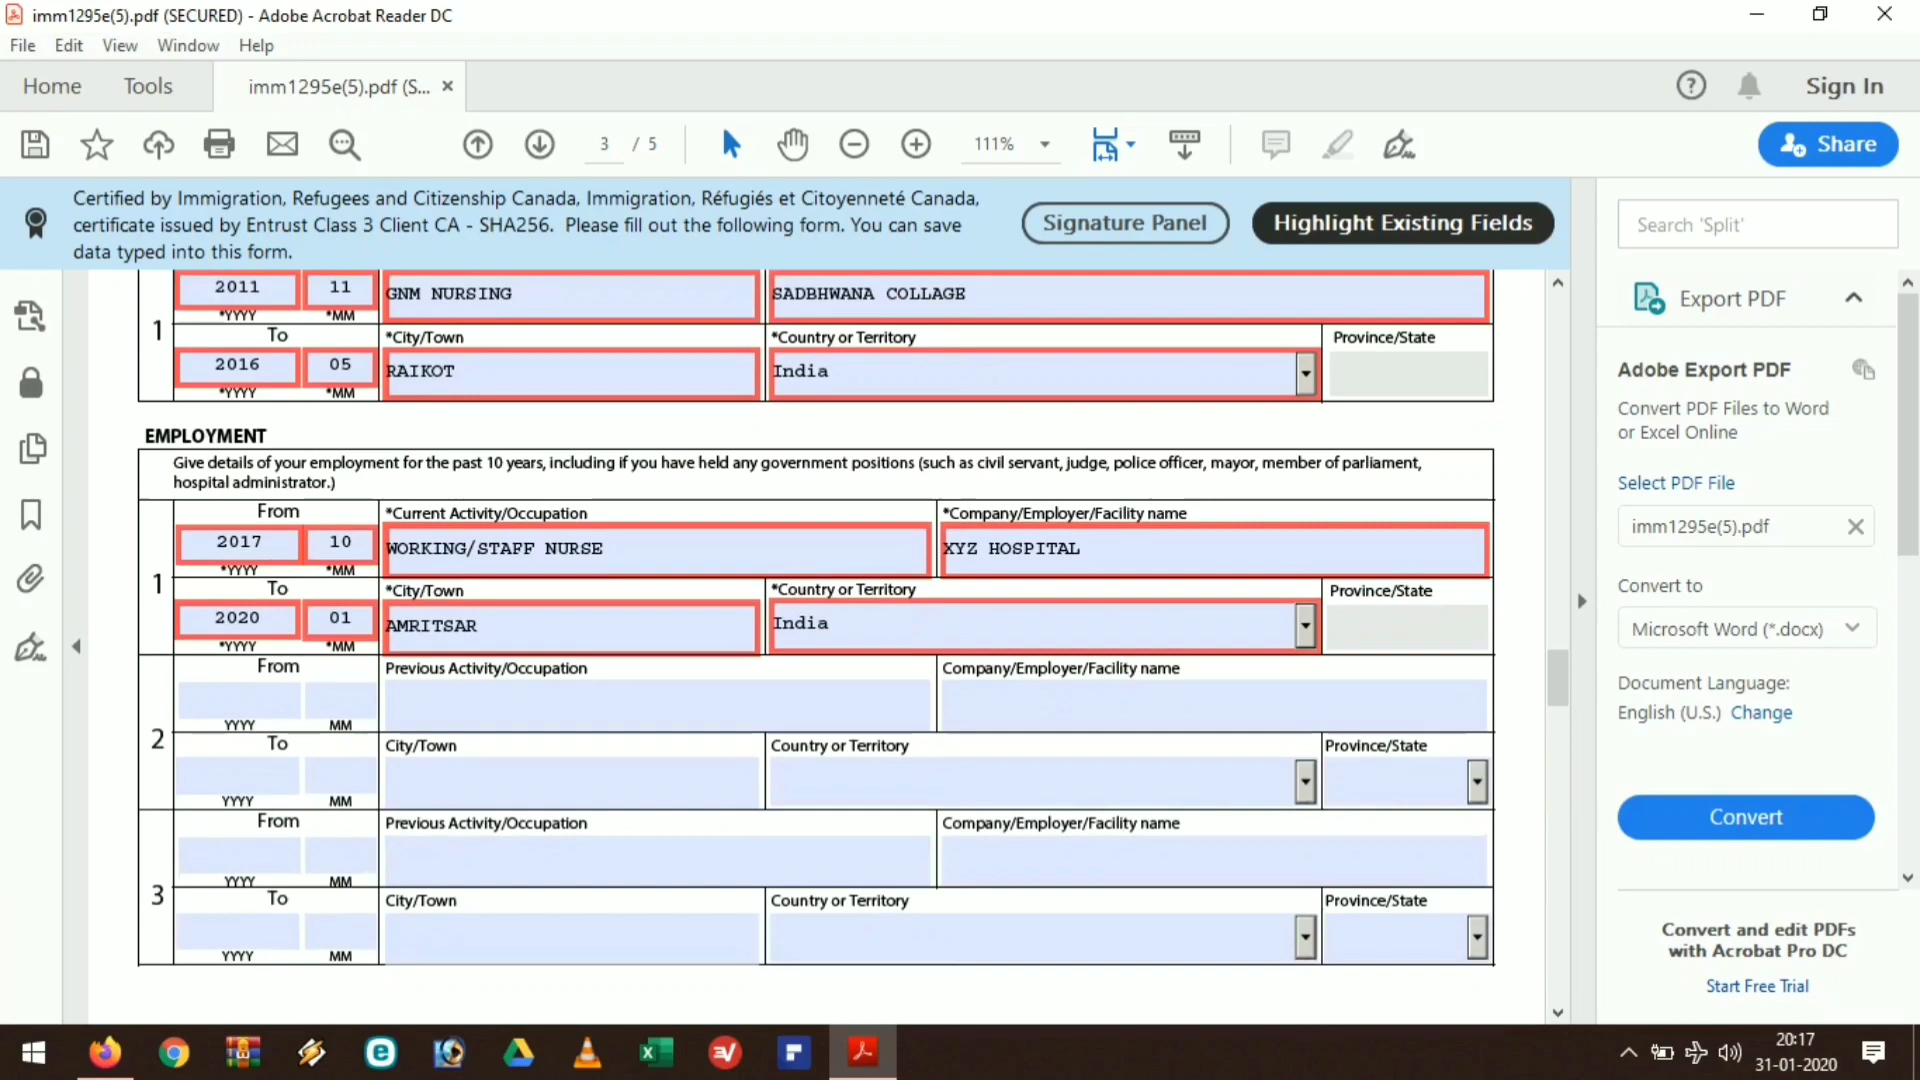 imm1295e(5).pdf (SECURED) - Adobe Acrobat Reader DC
File Edit View Window Help
Home Tools imm1295e(5).pdf (S... × Sign In
3 / 5 111% Share
Certified by Immigration, Refugees and Citizenship Canada, Immigration, Réfugiés et Citoyenneté Canada,
certificate issued by Entrust Class 3 Client CA - SHA256. Please fill out the following form. You can save
data typed into this form.
Signature Panel Highlight Existing Fields
2011 11 GNM NURSING SADBHWANA COLLAGE
*YYYY *MM
1 To *City/Town *Country or Territory Province/State
2016 05 RAIKOT India
*YYYY *MM
EMPLOYMENT
Give details of your employment for the past 10 years, including if you have held any government positions (such as civil servant, judge, police officer, mayor, member of parliament,
hospital administrator.)
From *Current Activity/Occupation *Company/Employer/Facility name
2017 10 WORKING/STAFF NURSE XYZ HOSPITAL
*YYYY *MM
1 To *City/Town *Country or Territory Province/State
2020 01 AMRITSAR India
*YYYY *MM
From Previous Activity/Occupation Company/Employer/Facility name
YYYY MM
2 To City/Town Country or Territory Province/State
YYYY MM
From Previous Activity/Occupation Company/Employer/Facility name
YYYY MM
3 To City/Town Country or Territory Province/State
YYYY MM
Search 'Split'
Export PDF
Adobe Export PDF
Convert PDF Files to Word
or Excel Online
Select PDF File
imm1295e(5).pdf
Convert to
Microsoft Word (*.docx)
Document Language:
English (U.S.) Change
Convert
Convert and edit PDFs
with Acrobat Pro DC
Start Free Trial
20:17
31-01-2020